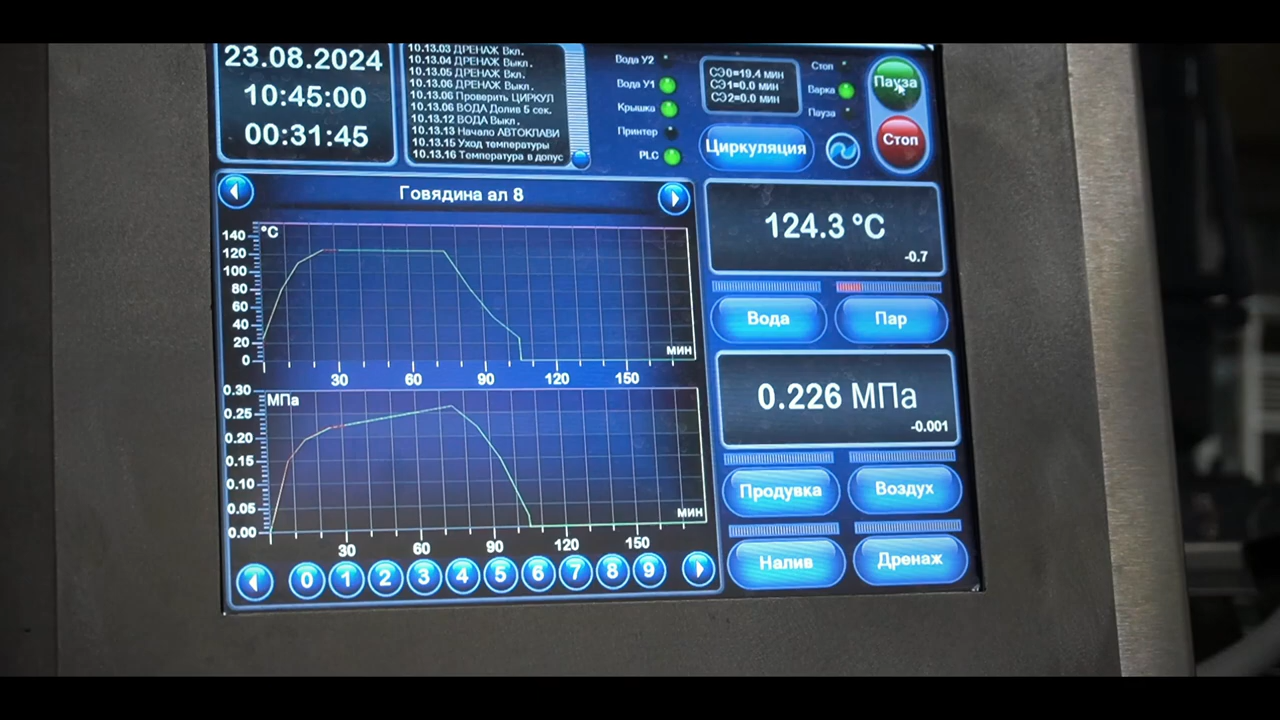 23.08.2024
10:45:00
00:31:45
10.13.03 ДРЕНАЖ Вкл.
10.13.04 ДРЕНАЖ Выкл.
10.13.05 ДРЕНАЖ Вкл.
10.13.06 ДРЕНАЖ Выкл.
10.13.06 Проверить ЦИРКУЛ
10.13.06 ВОДА Долив 5 сек.
10.13.12 ВОДА Выкл.
10.13.13 Начало АВТОКЛАВИ
10.13.15 Уход температуры
10.13.16 Температура в допус
Вода У2
Вода У1
Крышка
Принтер
PLC
СЭ0=19.4 мин
СЭ1=0.0 мин
СЭ2=0.0 мин
Стоп
Варка
Пауза
Пауза
Стоп
Циркуляция
Говядина ал 8
°C
140
120
100
80
60
40
20
0
мин
30 60 90 120 150
МПа
0.30
0.25
0.20
0.15
0.10
0.05
0.00
мин
30 60 90 120 150
0 1 2 3 4 5 6 7 8 9
124.3 °C
-0.7
Вода Пар
0.226 МПа
-0.001
Продувка Воздух
Налив Дренаж